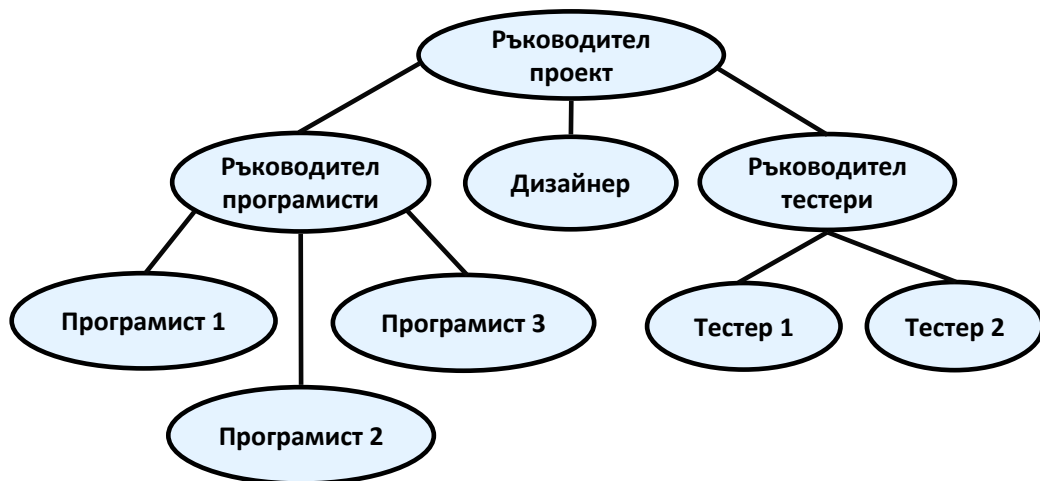 Ръководител
проект
Ръководител
програмисти
Дизайнер
Ръководител
тестери
Програмист 1
Програмист 3
Тестер 1
Тестер 2
Програмист 2